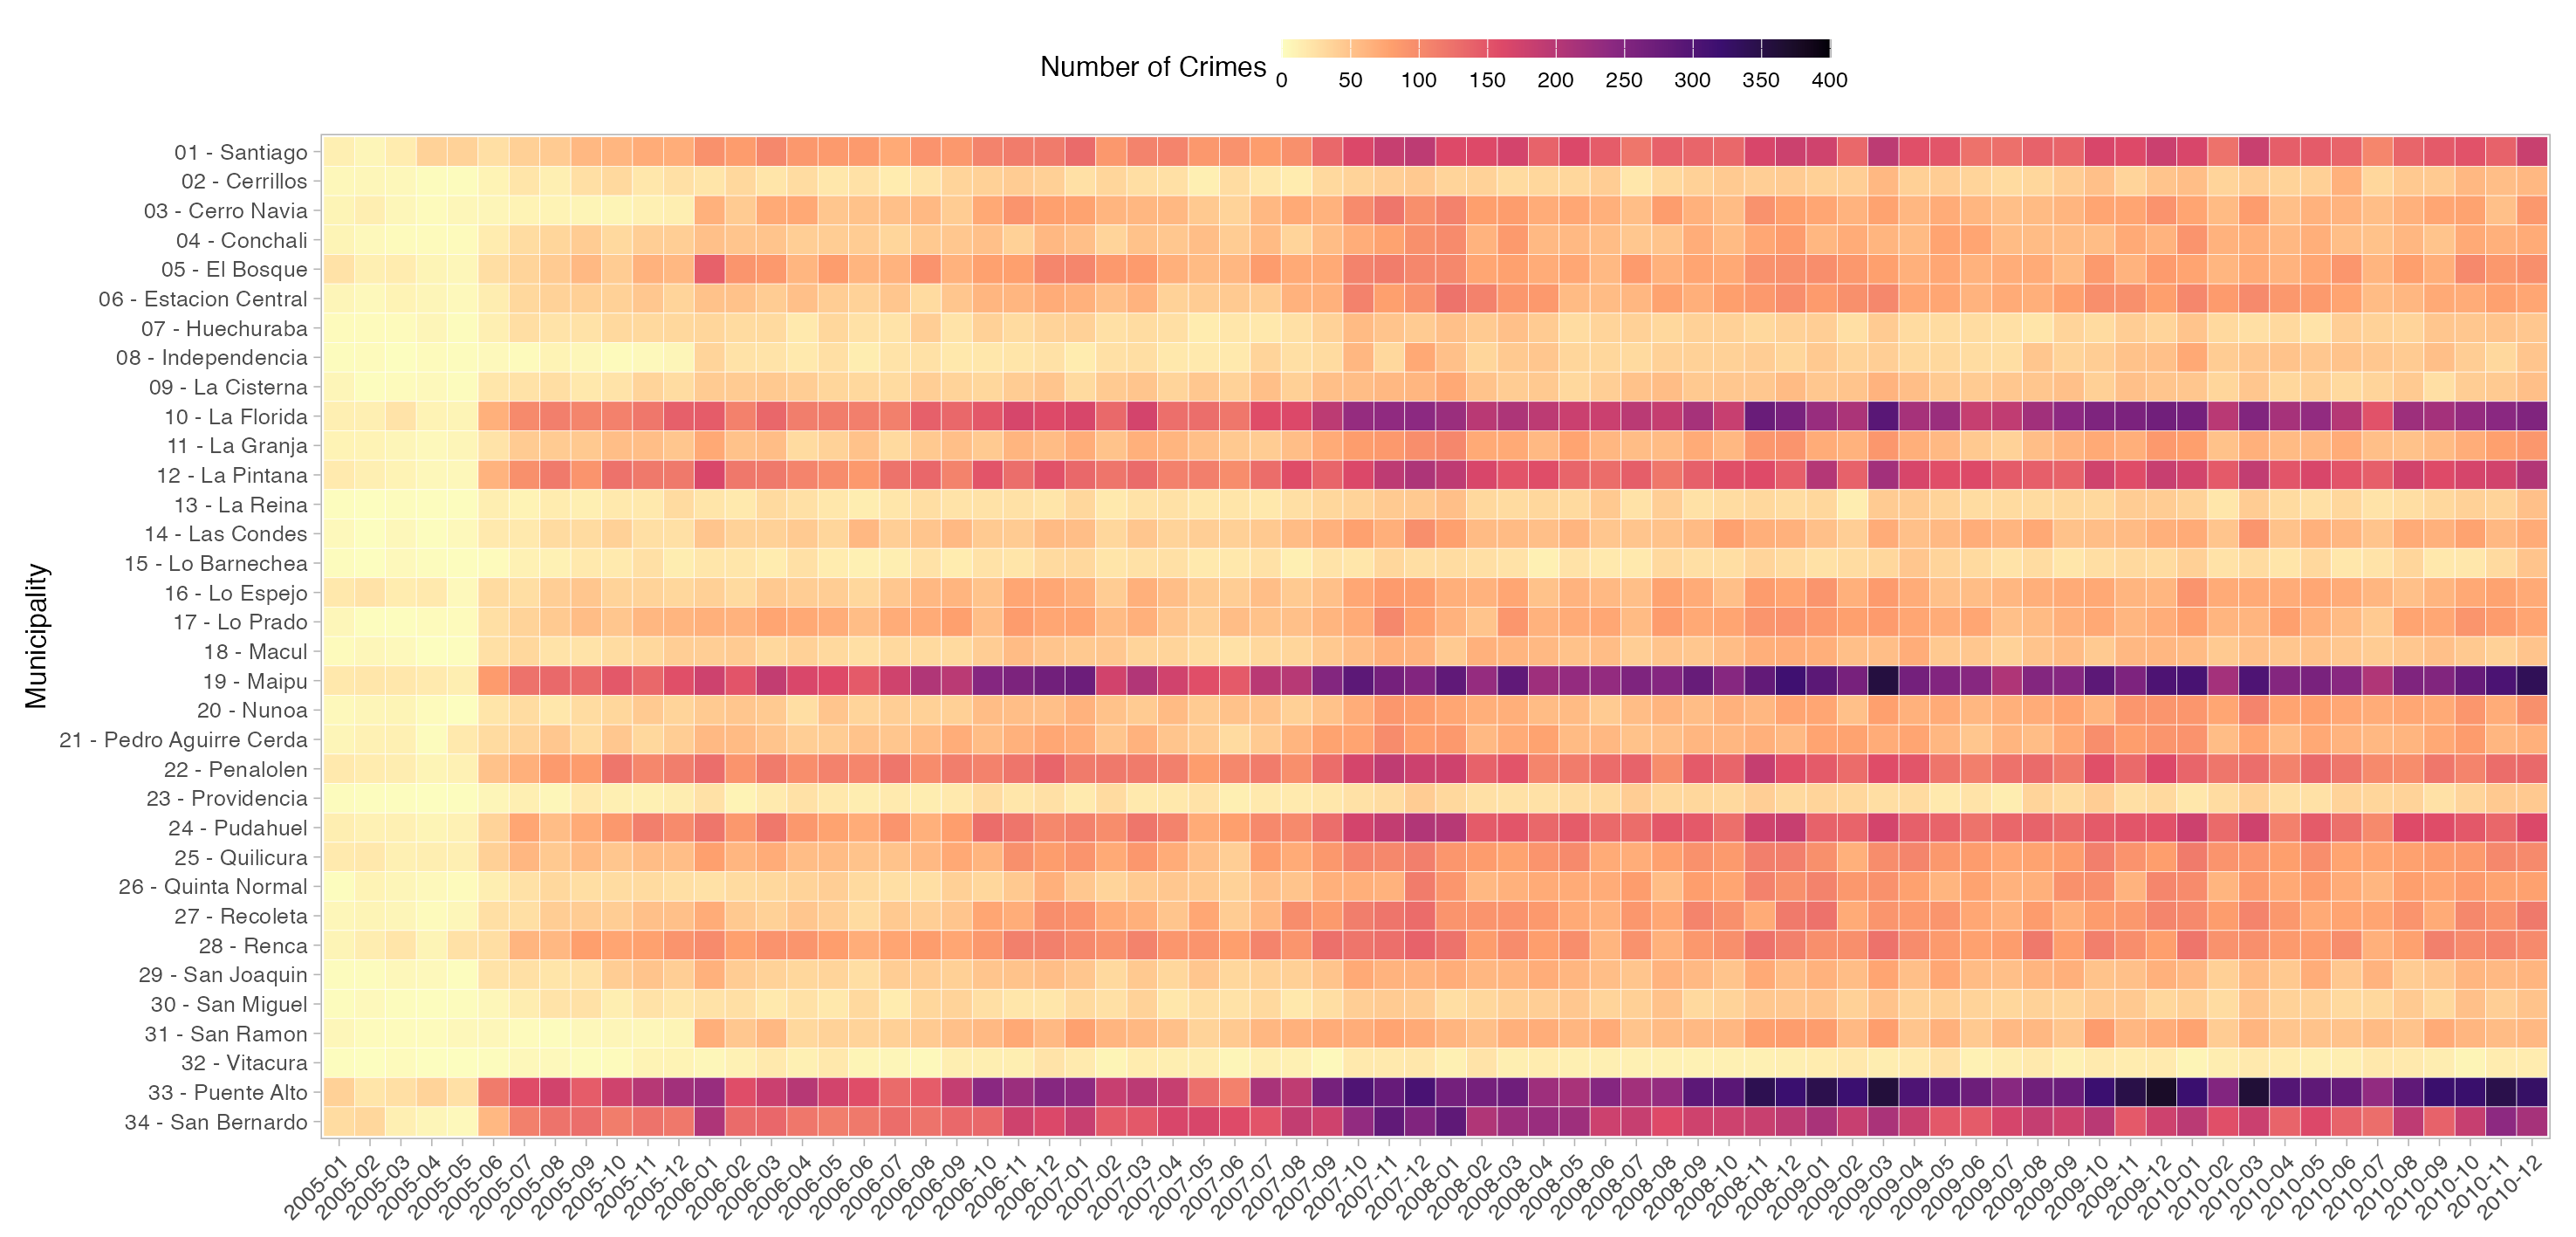 Number of Crimes
0 50 100 150 200 250 300 350 400
Municipality
01 - Santiago
02 - Cerrillos
03 - Cerro Navia
04 - Conchali
05 - El Bosque
06 - Estacion Central
07 - Huechuraba
08 - Independencia
09 - La Cisterna
10 - La Florida
11 - La Granja
12 - La Pintana
13 - La Reina
14 - Las Condes
15 - Lo Barnechea
16 - Lo Espejo
17 - Lo Prado
18 - Macul
19 - Maipu
20 - Nunoa
21 - Pedro Aguirre Cerda
22 - Penalolen
23 - Providencia
24 - Pudahuel
25 - Quilicura
26 - Quinta Normal
27 - Recoleta
28 - Renca
29 - San Joaquin
30 - San Miguel
31 - San Ramon
32 - Vitacura
33 - Puente Alto
34 - San Bernardo
2005-01
2005-02
2005-03
2005-04
2005-05
2005-06
2005-07
2005-08
2005-09
2005-10
2005-11
2005-12
2006-01
2006-02
2006-03
2006-04
2006-05
2006-06
2006-07
2006-08
2006-09
2006-10
2006-11
2006-12
2007-01
2007-02
2007-03
2007-04
2007-05
2007-06
2007-07
2007-08
2007-09
2007-10
2007-11
2007-12
2008-01
2008-02
2008-03
2008-04
2008-05
2008-06
2008-07
2008-08
2008-09
2008-10
2008-11
2008-12
2009-01
2009-02
2009-03
2009-04
2009-05
2009-06
2009-07
2009-08
2009-09
2009-10
2009-11
2009-12
2010-01
2010-02
2010-03
2010-04
2010-05
2010-06
2010-07
2010-08
2010-09
2010-10
2010-11
2010-12